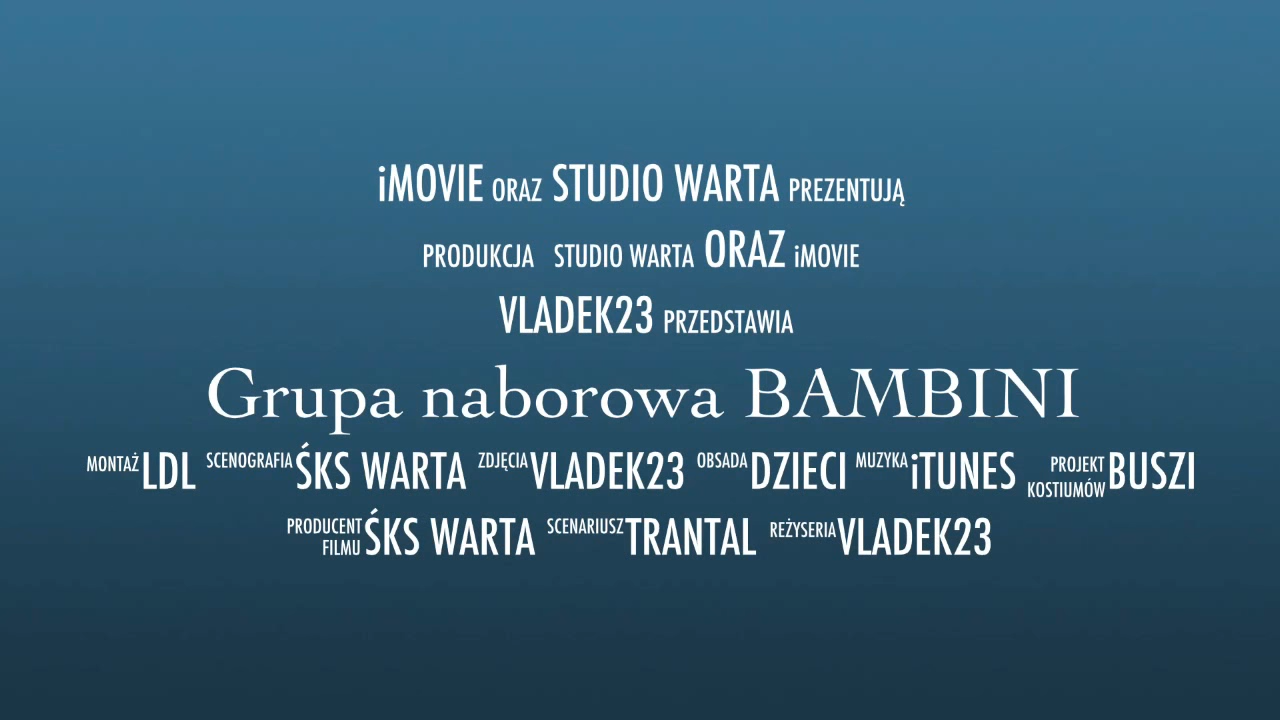 iMOVIE ORAZ STUDIO WARTA PREZENTUJĄ
PRODUKCJA STUDIO WARTA ORAZ iMOVIE
VLADEK23 PRZEDSTAWIA
Grupa naborowa BAMBINI
MONTAŻ LDL SCENOGRAFIA ŚKS WARTA ZDJĘCIA VLADEK23 OBSADA DZIECI MUZYKA iTUNES PROJEKT KOSTIUMÓW BUSZI
PRODUCENT FILMU ŚKS WARTA SCENARIUSZ TRANTAL REŻYSERIA VLADEK23